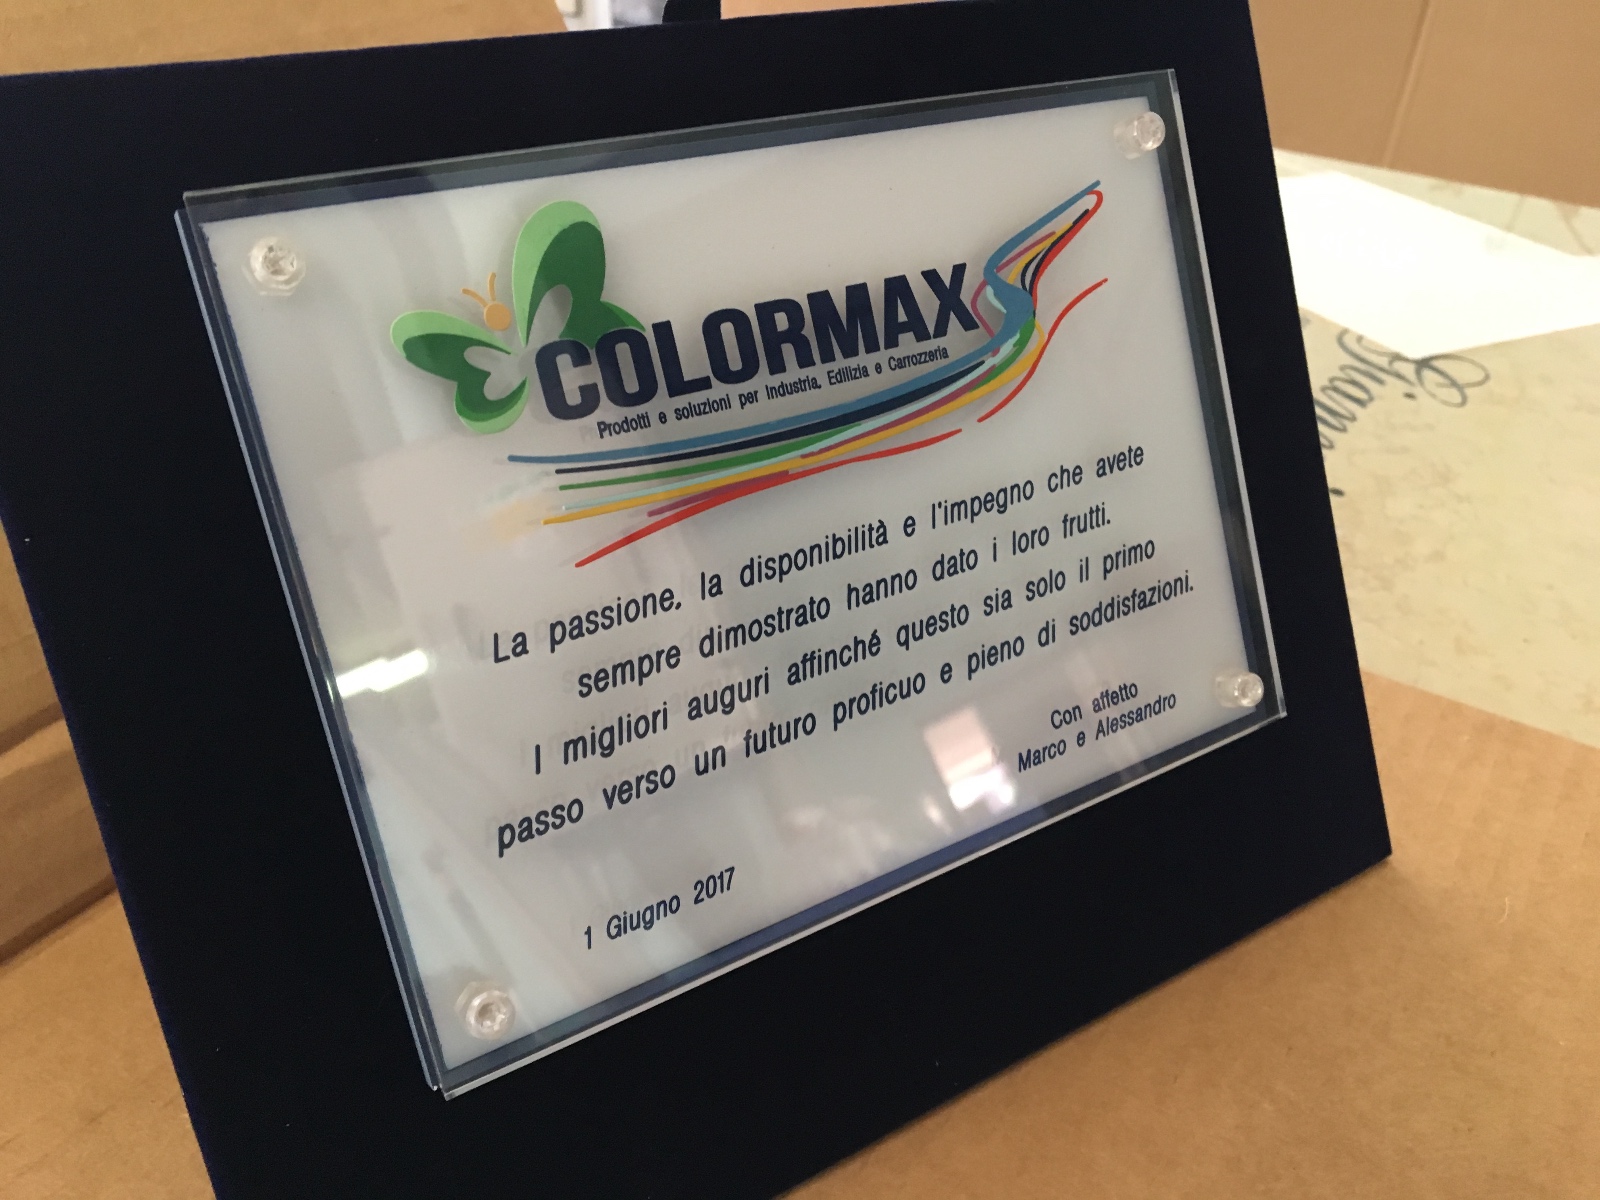 COLORMAX
Prodotti e soluzioni per Industria, Edilizia e Carrozzeria
La passione, la disponibilità e l'impegno che avete
sempre dimostrato hanno dato i loro frutti.
I migliori auguri affinché questo sia solo il primo
passo verso un futuro proficuo e pieno di soddisfazioni.
Con affetto
Marco e Alessandro
1 Giugno 2017